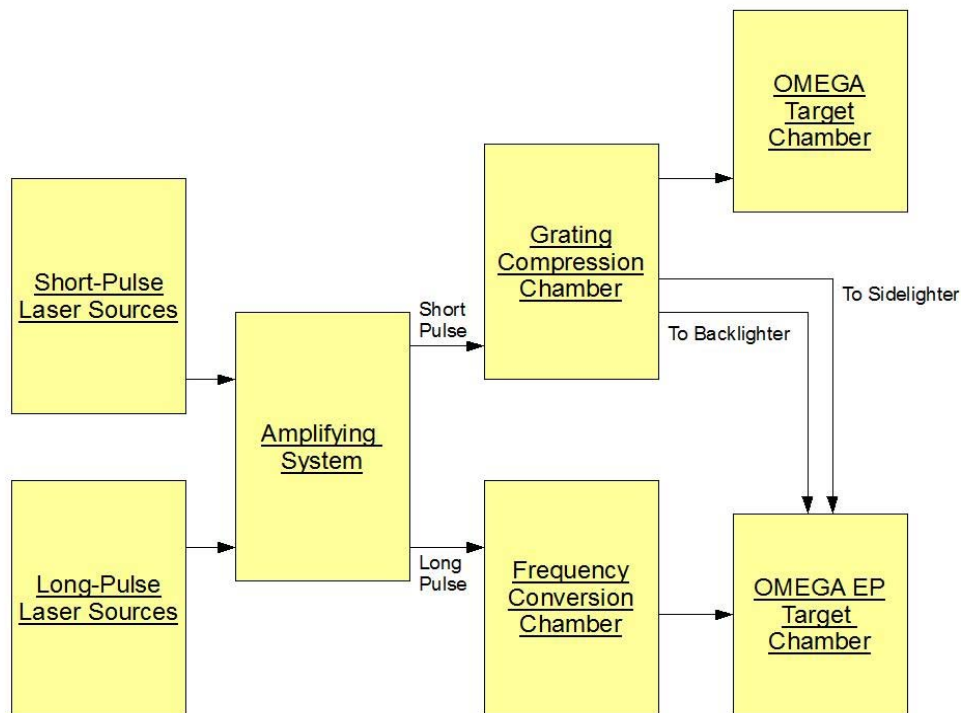 OMEGA
Target
Chamber
Grating
Compression
Chamber
Short-Pulse
Laser Sources
Short
Pulse
To Sidelighter
To Backlighter
Amplifying
System
Long
Pulse
Long-Pulse
Laser Sources
Frequency
Conversion
Chamber
OMEGA EP
Target
Chamber